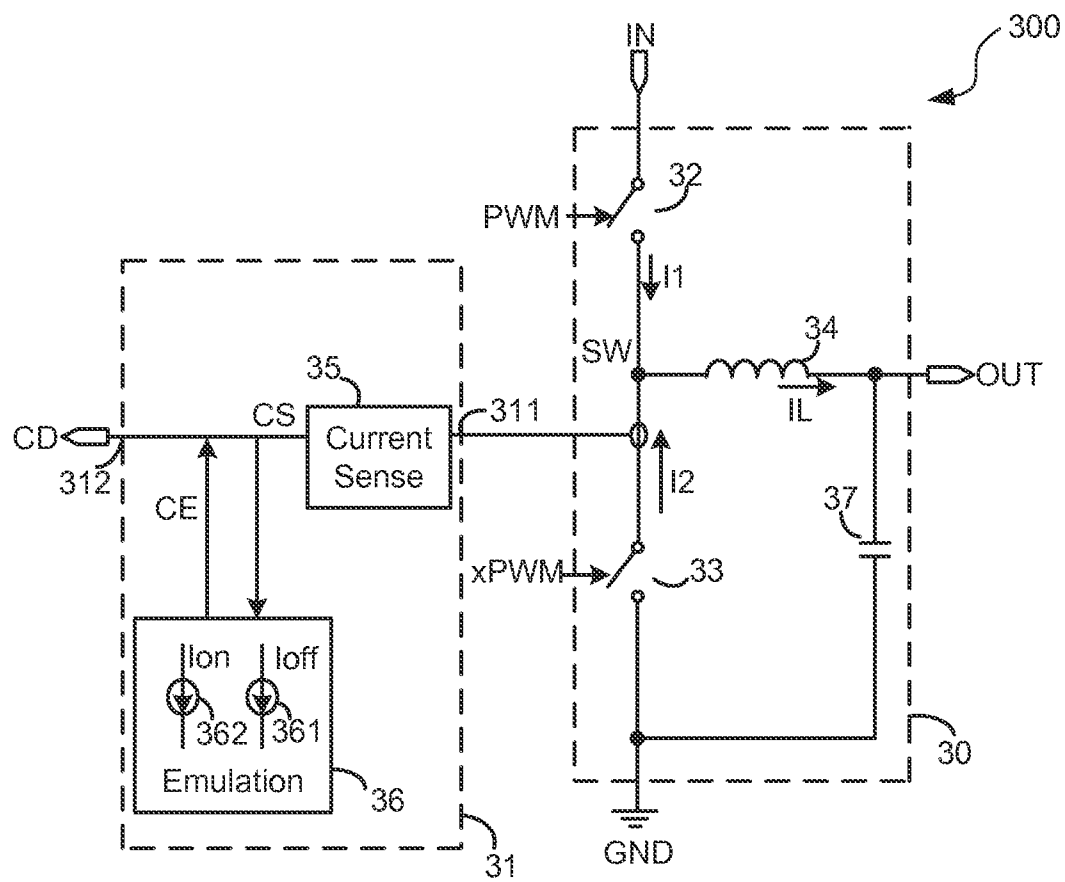 300
IN
32
PWM
I1
SW
34
35
OUT
IL
CS
311
CD
Current
Sense
312
I2
CE
37
xPWM
33
Ion
Ioff
362
361
Emulation
36
30
31
GND